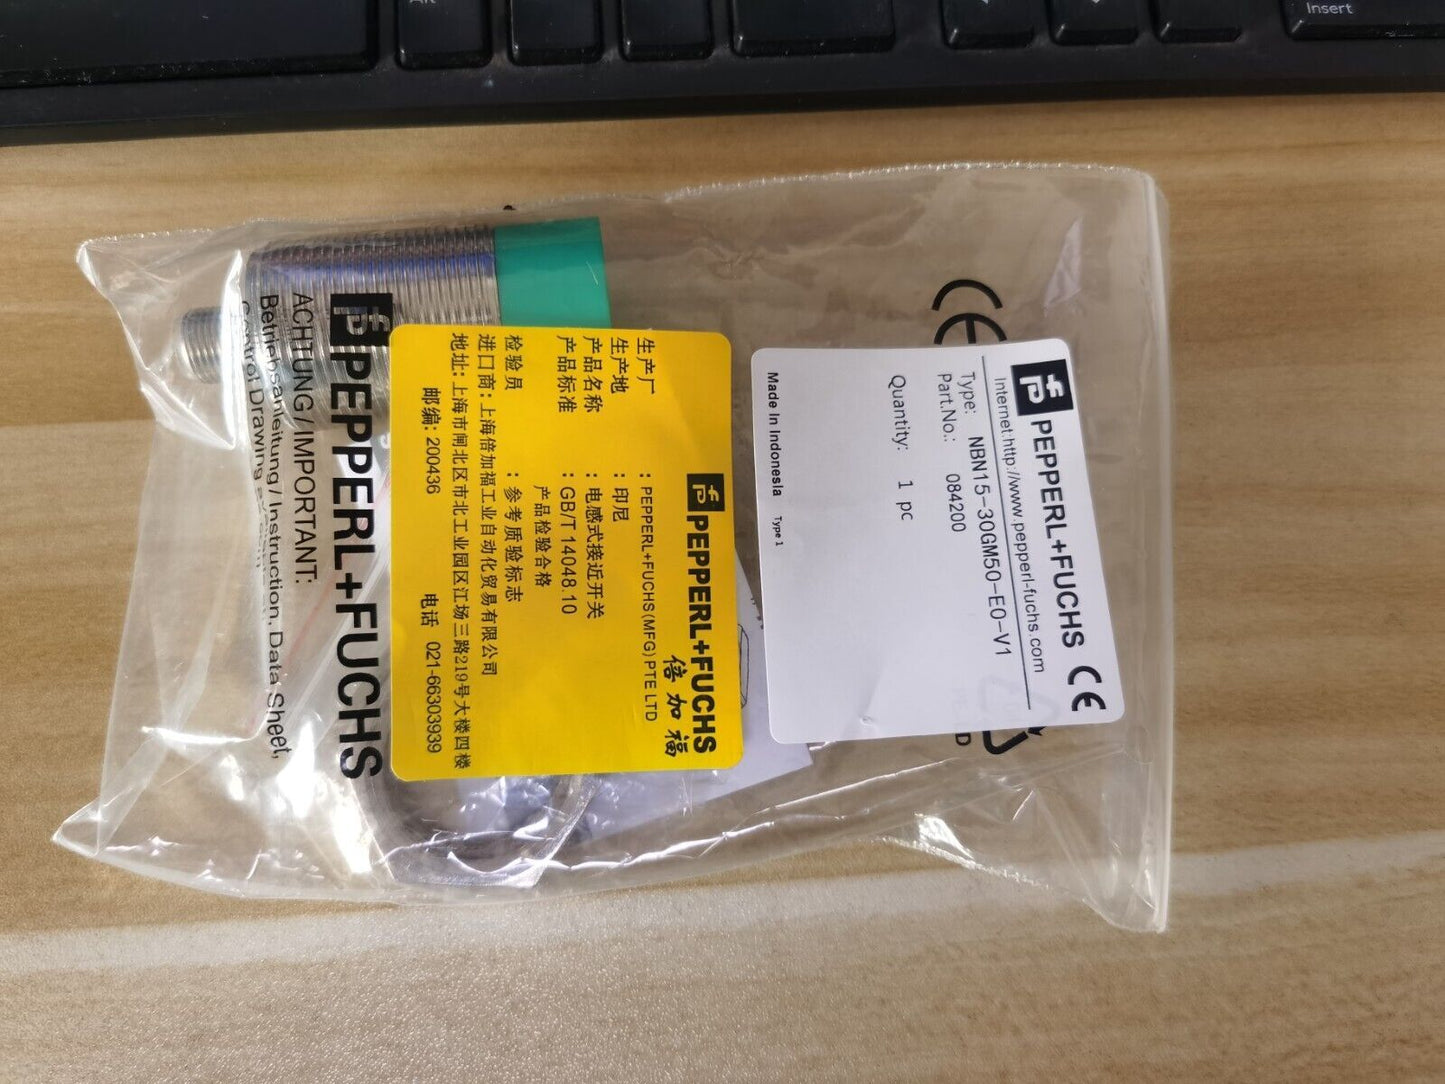 Insert
PEPPERL+FUCHS CE
Internet:http://www.pepperl-fuchs.com
Type: NBN15-30GM50-E0-V1
Part.No.: 084200
Quantity: 1 pc
Made In Indonesia Type 1
CE
PEPPERL+FUCHS
倍加福
生产厂 : PEPPERL+FUCHS(MFG) PTE LTD
生产地 : 印尼
产品名称 : 电感式接近开关
产品标准 : GB/T 14048.10
产品检验合格
检验员 : 参考质验标志
进口商: 上海倍加福工业自动化贸易有限公司
地址: 上海市闸北区市北工业园区江场三路219号大楼四楼
邮编: 200436 电话 021-66303939
PEPPERL+FUCHS
ACHTUNG / IMPORTANT:
Betriebsanleitung / Instruction, Data Sheet,
Control Drawing